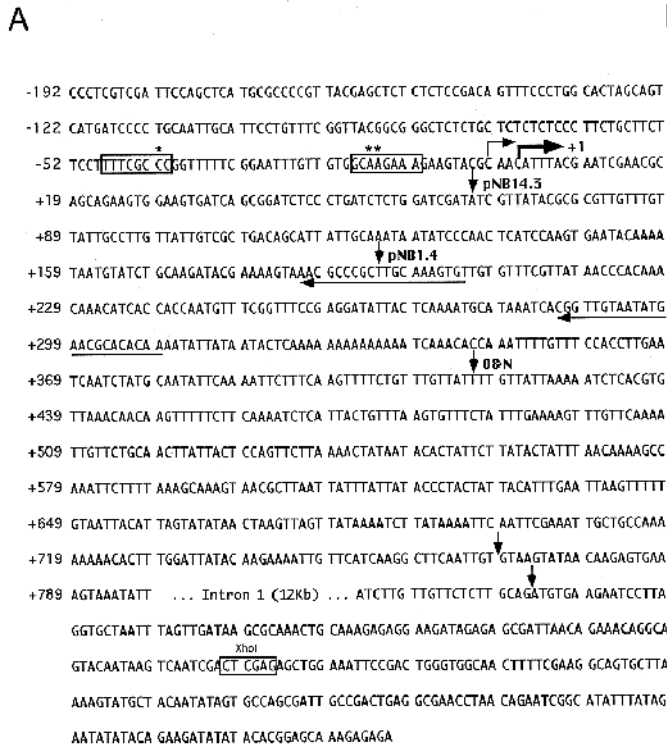 A
-192 CCCTCGTCGA TTCCAGCTCA TGCGCCCCGT TACGAGCTCT CTCTCCGACA GTTTCCCTGG CACTAGCAGT
-122 CATGATCCCC TGCAATTGCA TTCCTGTTTC GGTTACGGCG GGCTCTCTGC TCTCTCTCCC TTCTGCTTCT
* ** +1
-52 TCCTTTTCGCC CCGGTTTTTC GGAATTTGTT GTGGCAAGAA AGAAGTACGC AACATTTACG AATCGAACGC
pNB14.3
+19 AGCAGAAGTG GAAGTGATCA GCGGATCTCC CTGATCTCTG GATCGATATC GTTATACGCG CGTTGTTTGT
+89 TATTGCCTTG TTATTGTCGC TGACAGCATT ATTGCAAATA ATATCCCAAC TCATCCAAGT GAATACAAAA
pNB1.4
+159 TAATGTATCT GCAAGATACG AAAAGTAAAC GCCCGCTTGC AAAGTGTTGT GTTTCGTTAT AACCCACAAA
+229 CAAACATCAC CACCAATGTT TCGGTTTCCG AGGATATTAC TCAAAATGCA TAAATCACGG TTGTAATATG
+299 AACGCACACA AAATATTATA ATACTCAAAA AAAAAAAAAA TCAAACACCA AATTTTGTTT CCACCTTGAA
O&N
+369 TCAATCTATG CAATATTCAA AATTCTTTCA AGTTTTCTGT TTGTTATTTT GTTATTAAAA ATCTCACGTG
+439 TTAAACAACA AGTTTTTCTT CAAAATCTCA TTACTGTTTA AGTGTTTCTA TTTGAAAAGT TTGTTCAAAA
+509 TTGTTCTGCA ACTTATTACT CCAGTTCTTA AAACTATAAT ACACTATTCT TATACTATTT AACAAAAGCC
+579 AAATTCTTTT AAAGCAAAGT AACGCTTAAT TATTTATTAT ACCCTACTAT TACATTTGAA TTAAGTTTTT
+649 GTAATTACAT TAGTATATAA CTAAGTTAGT TATAAAATCT TATAAAATTC AATTCGAAAT TGCTGCCAAA
+719 AAAAACACTT TGGATTATAC AAGAAAATTG TTCATCAAGG CTTCAATTGT GTAAGTATAA CAAGAGTGAA
+789 AGTAAATATT ... Intron 1 (12Kb) ... ATCTTG TTGTTCTCTT GCAGATGTGA AGAATCCTTA
GGTGCTAATT TAGTTGATAA GCGCAAACTG CAAAGAGAGG AAGATAGAGA GCGATTAACA GAAACAGGCA
XhoI
GTACAATAAG TCAATCGACT CGAGAGCTGG AAATTCCGAC TGGGTGGCAA CTTTTCGAAG GCAGTGCTTA
AAAGTATGCT ACAATATAGT GCCAGCGATT GCCGACTGAG GCGAACCTAA CAGAATCGGC ATATTTATAG
AATATATACA GAAGATATAT ACACGGAGCA AAGAGAGA